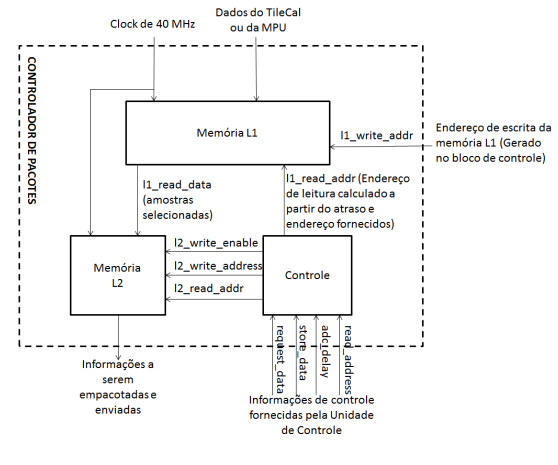 Clock de 40 MHz
Dados do TileCal
ou da MPU
CONTROLADOR DE PACOTES
Memória L1
l1_write_addr
Endereço de escrita da
memória L1 (Gerado
no bloco de controle)
l1_read_data
(amostras
selecionadas)
l1_read_addr (Endereço
de leitura calculado a
partir do atraso e
endereço fornecidos)
Memória
L2
l2_write_enable
l2_write_address
l2_read_addr
Controle
request_data
store_data
adc_delay
read_address
Informações a
serem
empacotadas e
enviadas
Informações de controle
fornecidas pela Unidade
de Controle